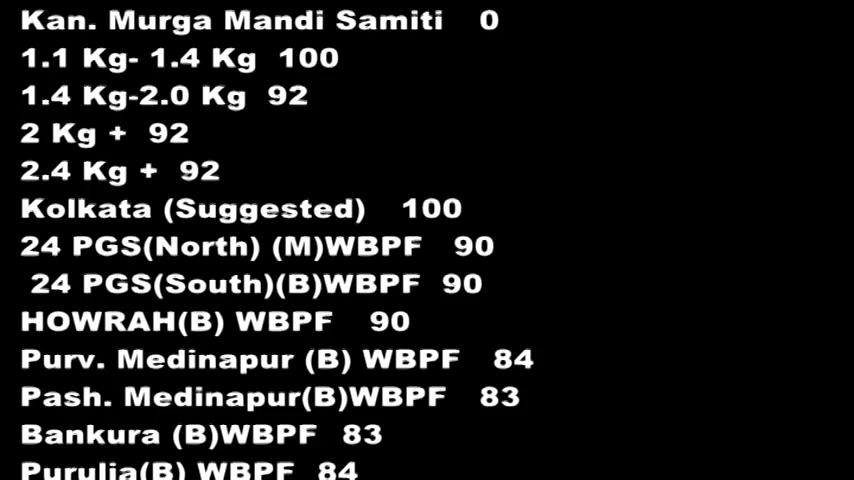 Kan. Murga Mandi Samiti 0
1.1 Kg- 1.4 Kg 100
1.4 Kg-2.0 Kg 92
2 Kg + 92
2.4 Kg + 92
Kolkata (Suggested) 100
24 PGS(North) (M)WBPF 90
24 PGS(South)(B)WBPF 90
HOWRAH(B) WBPF 90
Purv. Medinapur (B) WBPF 84
Pash. Medinapur(B)WBPF 83
Bankura (B)WBPF 83
Purulia(B) WBPF 84